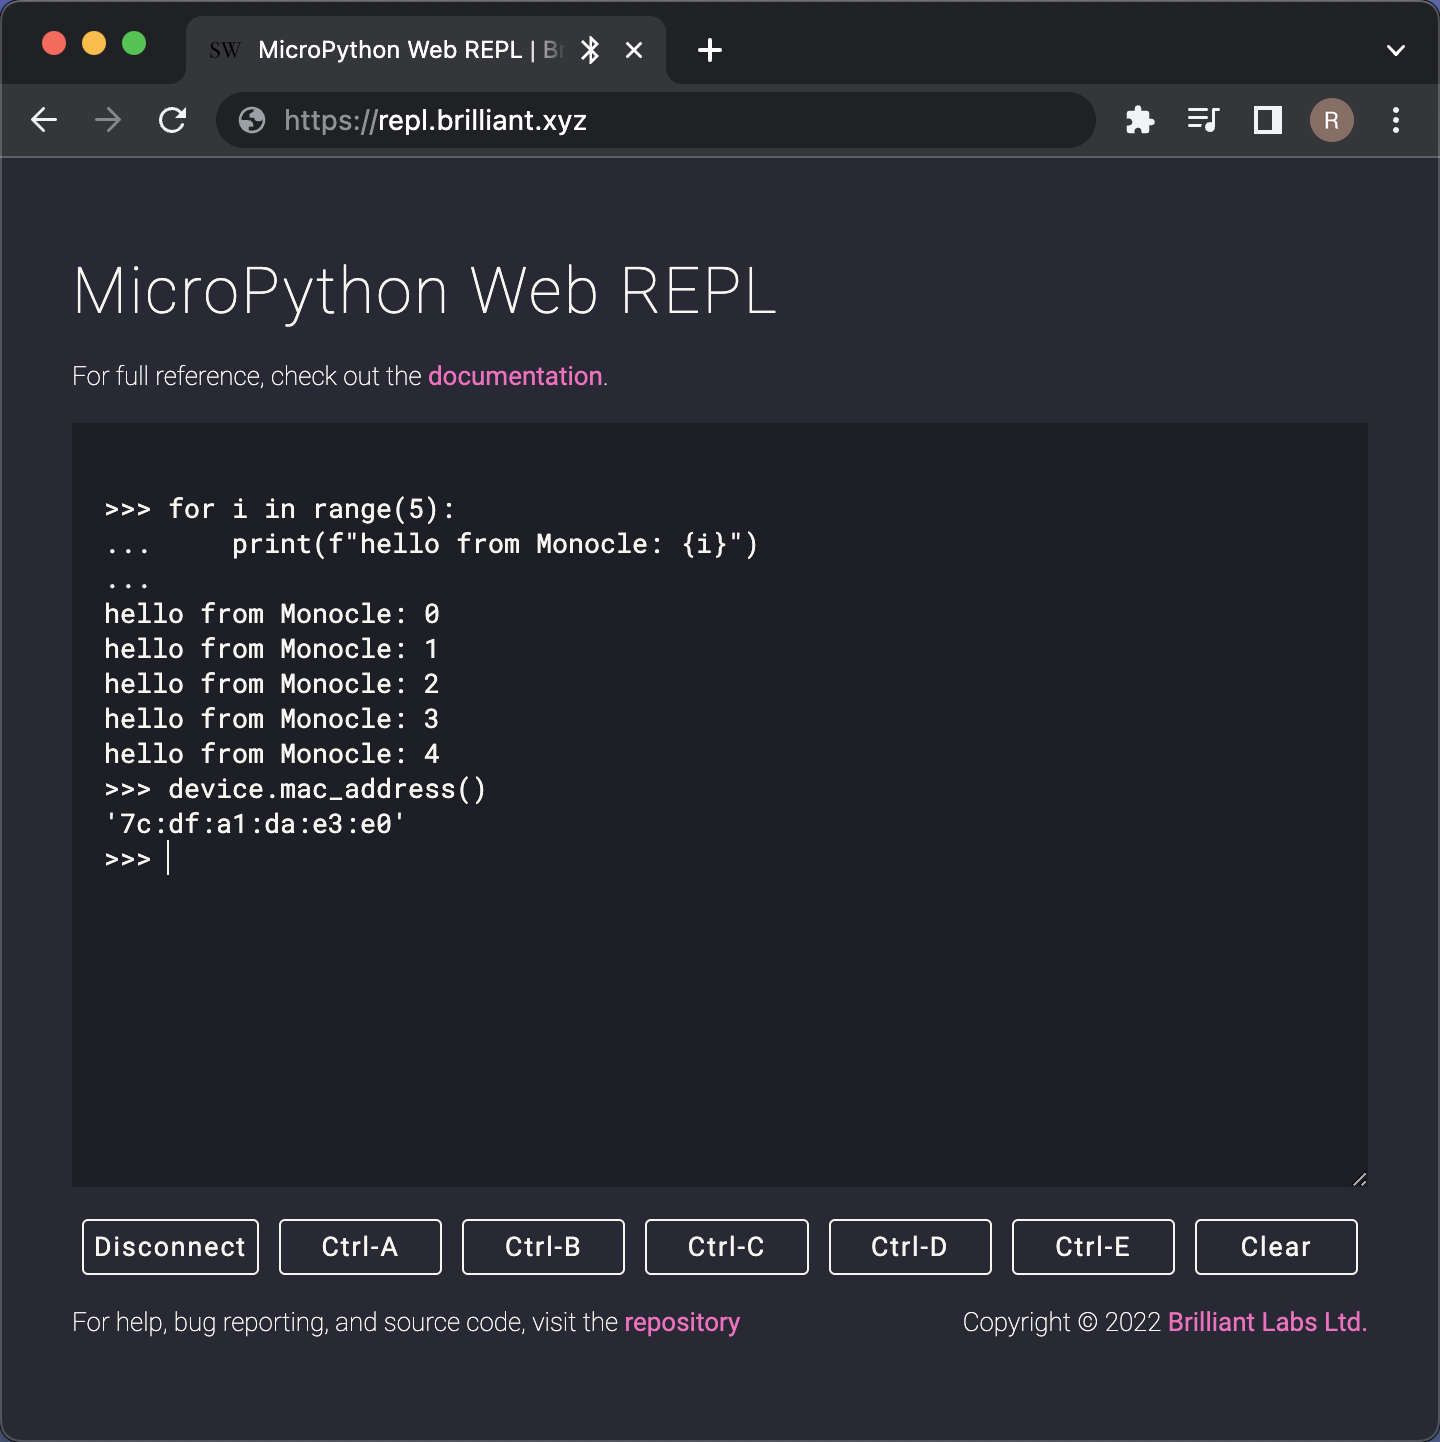 SW MicroPython Web REPL | Br
https://repl.brilliant.xyz
R
MicroPython Web REPL
For full reference, check out the documentation.
>>> for i in range(5):
...     print(f"hello from Monocle: {i}")
...
hello from Monocle: 0
hello from Monocle: 1
hello from Monocle: 2
hello from Monocle: 3
hello from Monocle: 4
>>> device.mac_address()
'7c:df:a1:da:e3:e0'
>>>
Disconnect Ctrl-A Ctrl-B Ctrl-C Ctrl-D Ctrl-E Clear
For help, bug reporting, and source code, visit the repository
Copyright © 2022 Brilliant Labs Ltd.